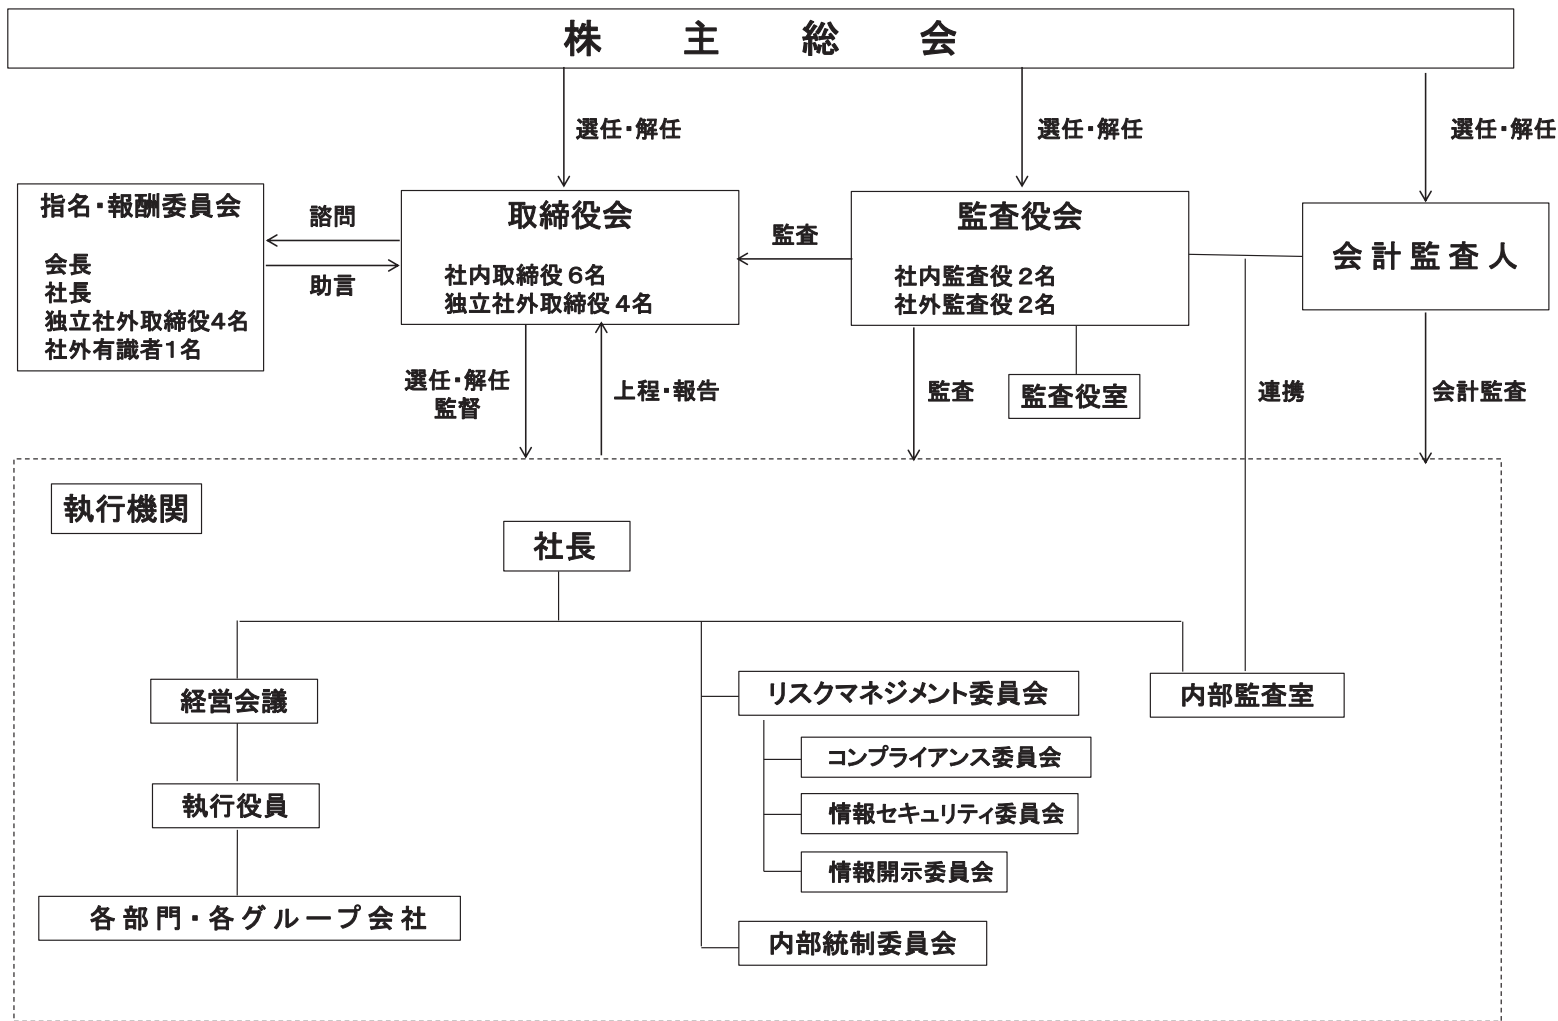 株主総会
選任・解任
選任・解任
選任・解任
指名・報酬委員会
会長
社長
独立社外取締役4名
社外有識者1名
諮問
助言
取締役会
社内取締役6名
独立社外取締役4名
監査
監査役会
社内監査役2名
社外監査役2名
会計監査人
選任・解任
監督
上程・報告
監査
監査役室
連携
会計監査
執行機関
社長
経営会議
執行役員
各部門・各グループ会社
リスクマネジメント委員会
コンプライアンス委員会
情報セキュリティ委員会
情報開示委員会
内部統制委員会
内部監査室